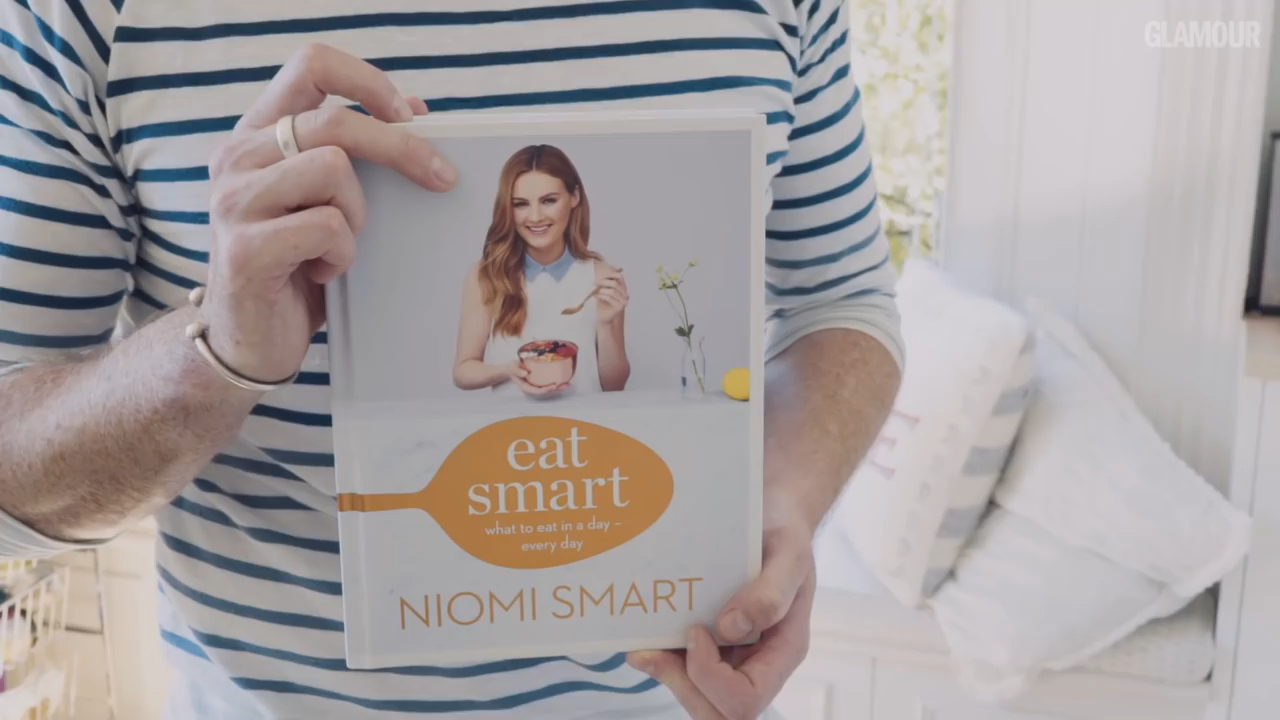 GLAMOUR
eat
smart
what to eat in a day –
every day
NIOMI SMART